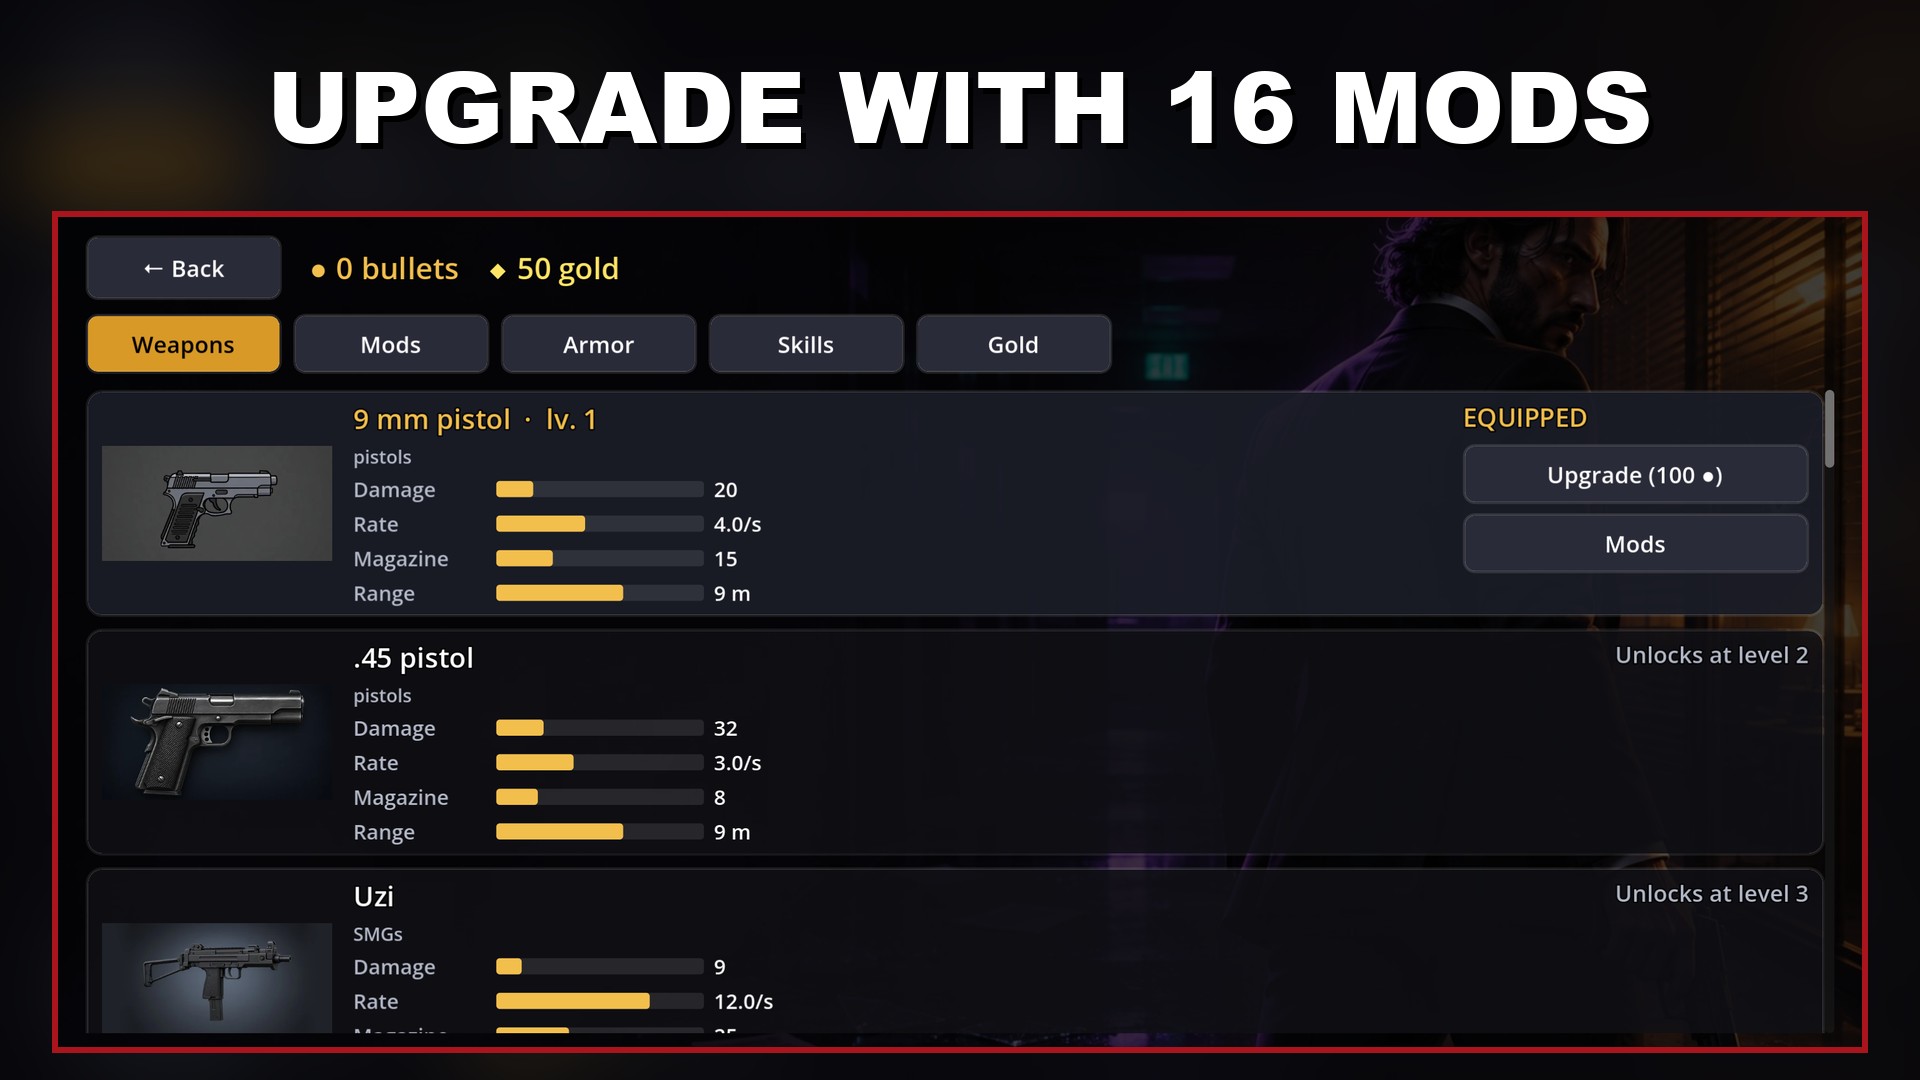 UPGRADE WITH 16 MODS
← Back ● 0 bullets ◆ 50 gold
Weapons Mods Armor Skills Gold
9 mm pistol · lv. 1 EQUIPPED
pistols
Damage 20
Upgrade (100 ●)
Rate 4.0/s
Magazine 15
Mods
Range 9 m
.45 pistol Unlocks at level 2
pistols
Damage 32
Rate 3.0/s
Magazine 8
Range 9 m
Uzi Unlocks at level 3
SMGs
Damage 9
Rate 12.0/s